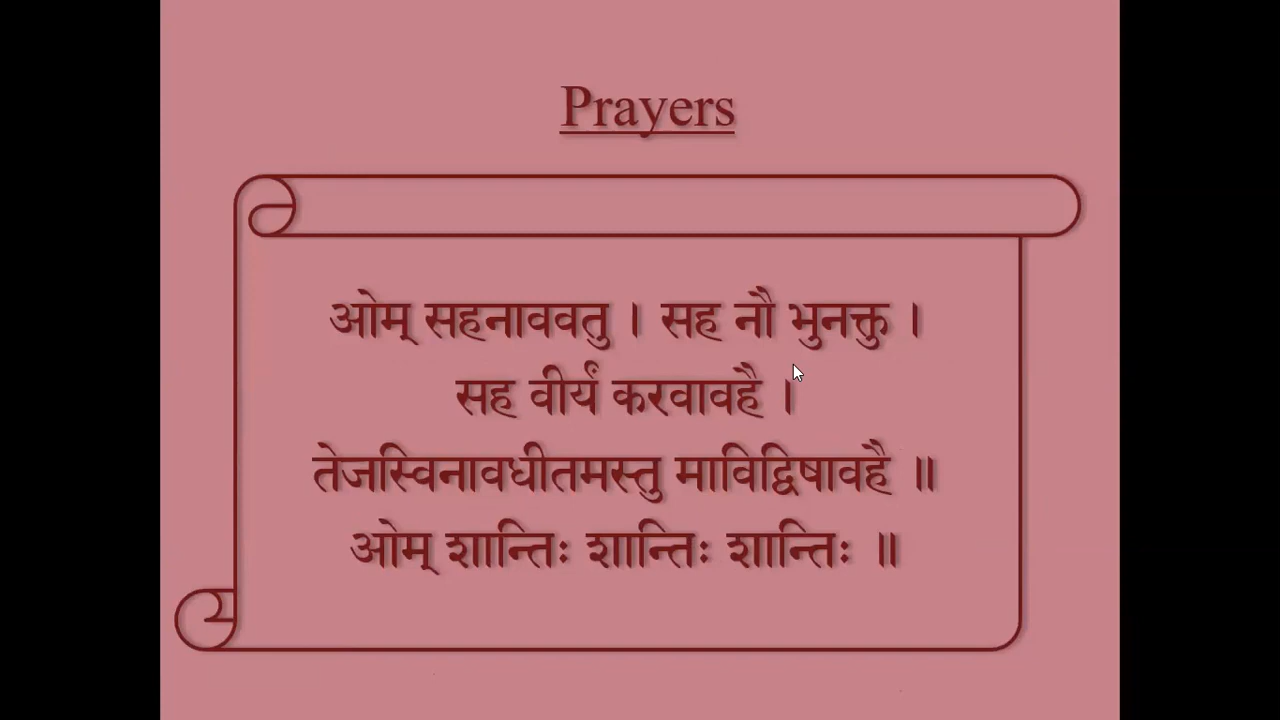 Prayers
ओम् सहनाववतु । सह नौ भुनक्तु ।
सह वीर्यं करवावहै ।
तेजस्विनावधीतमस्तु माविद्विषावहै ॥
ओम् शान्तिः शान्तिः शान्तिः ॥